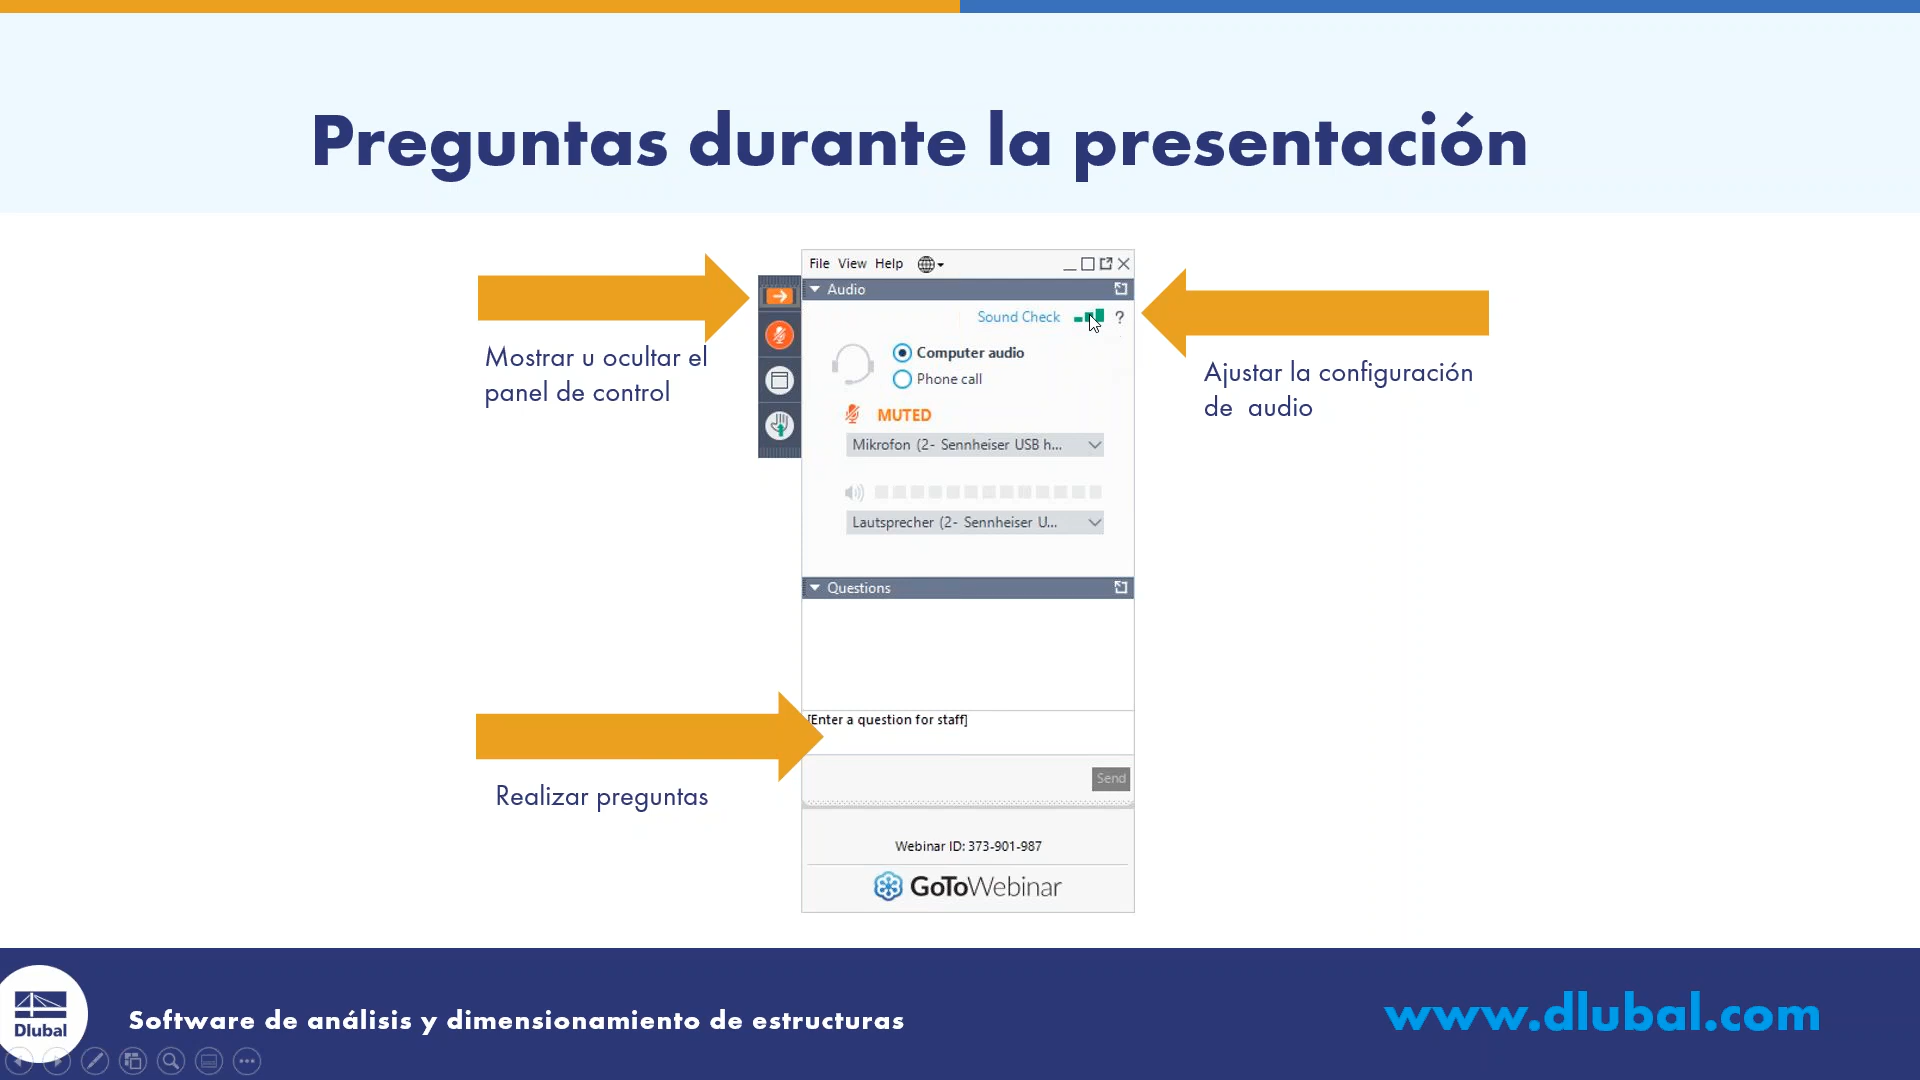 Preguntas durante la presentación
File View Help
Audio
Sound Check ?
Mostrar u ocultar el
panel de control
Computer audio
Phone call
Ajustar la configuración
de audio
MUTED
Mikrofon (2- Sennheiser USB h...
Lautsprecher (2- Sennheiser U...
Questions
[Enter a question for staff]
Realizar preguntas
Send
Webinar ID: 373-901-987
GoToWebinar
Dlubal
Software de análisis y dimensionamiento de estructuras
www.dlubal.com